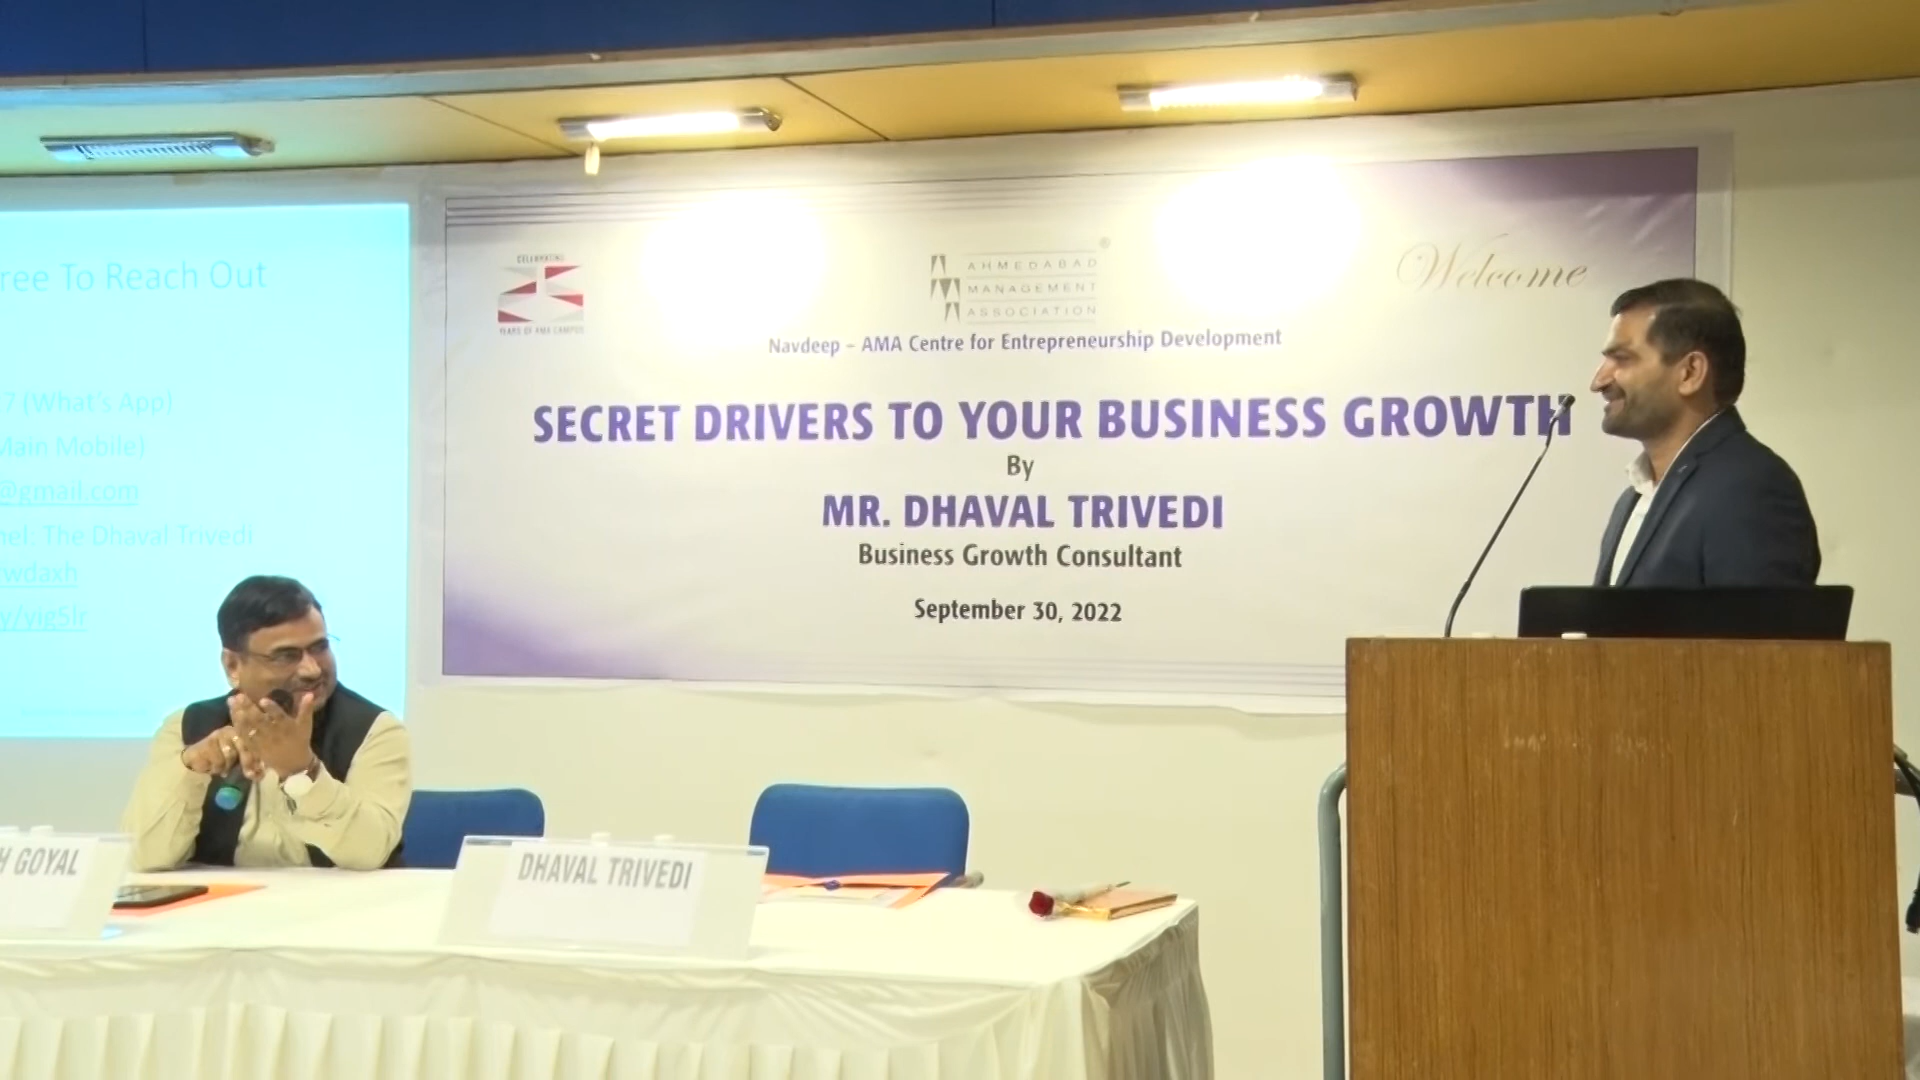 ree To Reach Out
7 (What's App)
Main Mobile)
@gmail.com
nel: The Dhaval Trivedi
wdaxh
y/yig5lr
CELEBRATING
YEARS OF AMA CAMPUS
AHMEDABAD
MANAGEMENT
ASSOCIATION
®
Welcome
Navdeep – AMA Centre for Entrepreneurship Development
SECRET DRIVERS TO YOUR BUSINESS GROWTH
By
MR. DHAVAL TRIVEDI
Business Growth Consultant
September 30, 2022
H GOYAL
DHAVAL TRIVEDI